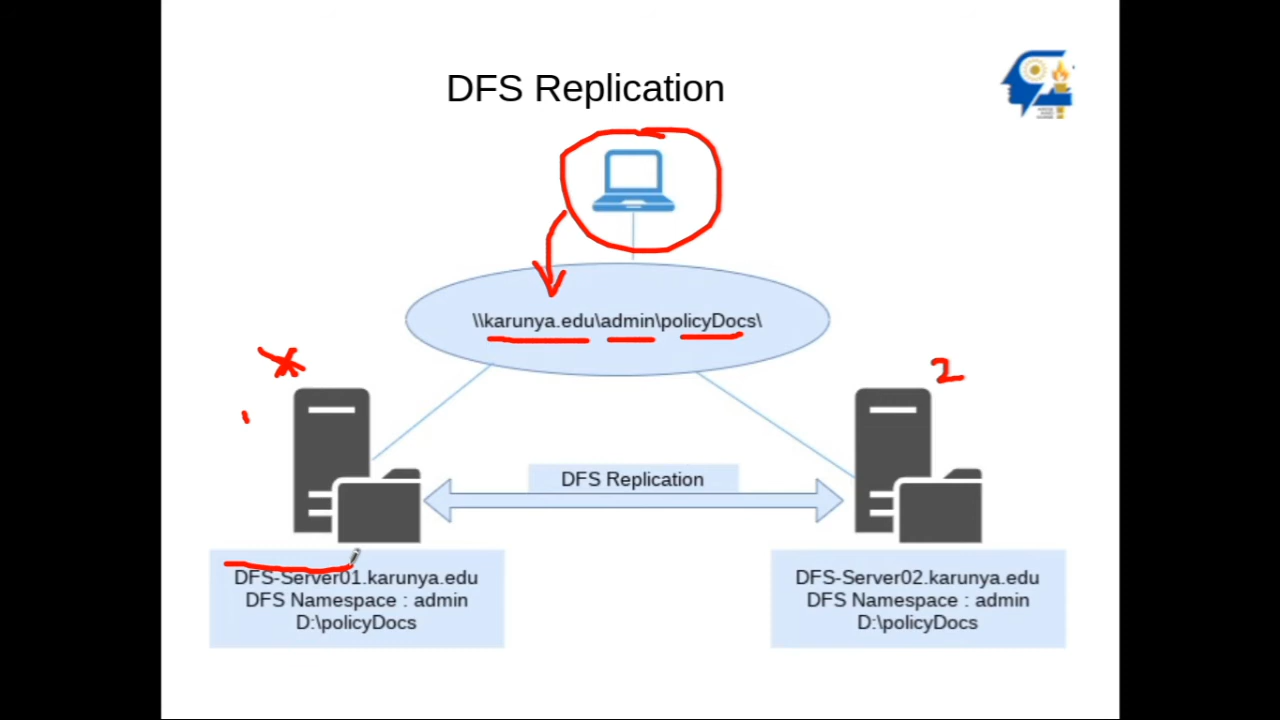 DFS Replication
\\karunya.edu\admin\policyDocs\
2
DFS Replication
DFS-Server01.karunya.edu
DFS Namespace : admin
D:\policyDocs
DFS-Server02.karunya.edu
DFS Namespace : admin
D:\policyDocs